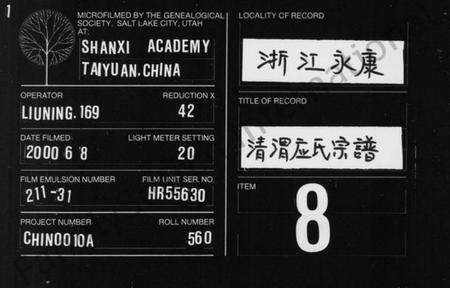 1
MICROFILMED BY THE GENEALOGICAL
SOCIETY, SALT LAKE CITY, UTAH
AT:
SHANXI ACADEMY
TAIYUAN, CHINA
OPERATOR REDUCTION X
LIUNING. 169 42
DATE FILMED LIGHT METER SETTING
2000 6 8 20
FILM EMULSION NUMBER FILM UNIT SER. NO.
211-31 HR55630
PROJECT NUMBER ROLL NUMBER
CHINOO10A 560
LOCALITY OF RECORD
浙江永康
TITLE OF RECORD
清渭应氏宗譜
ITEM
8